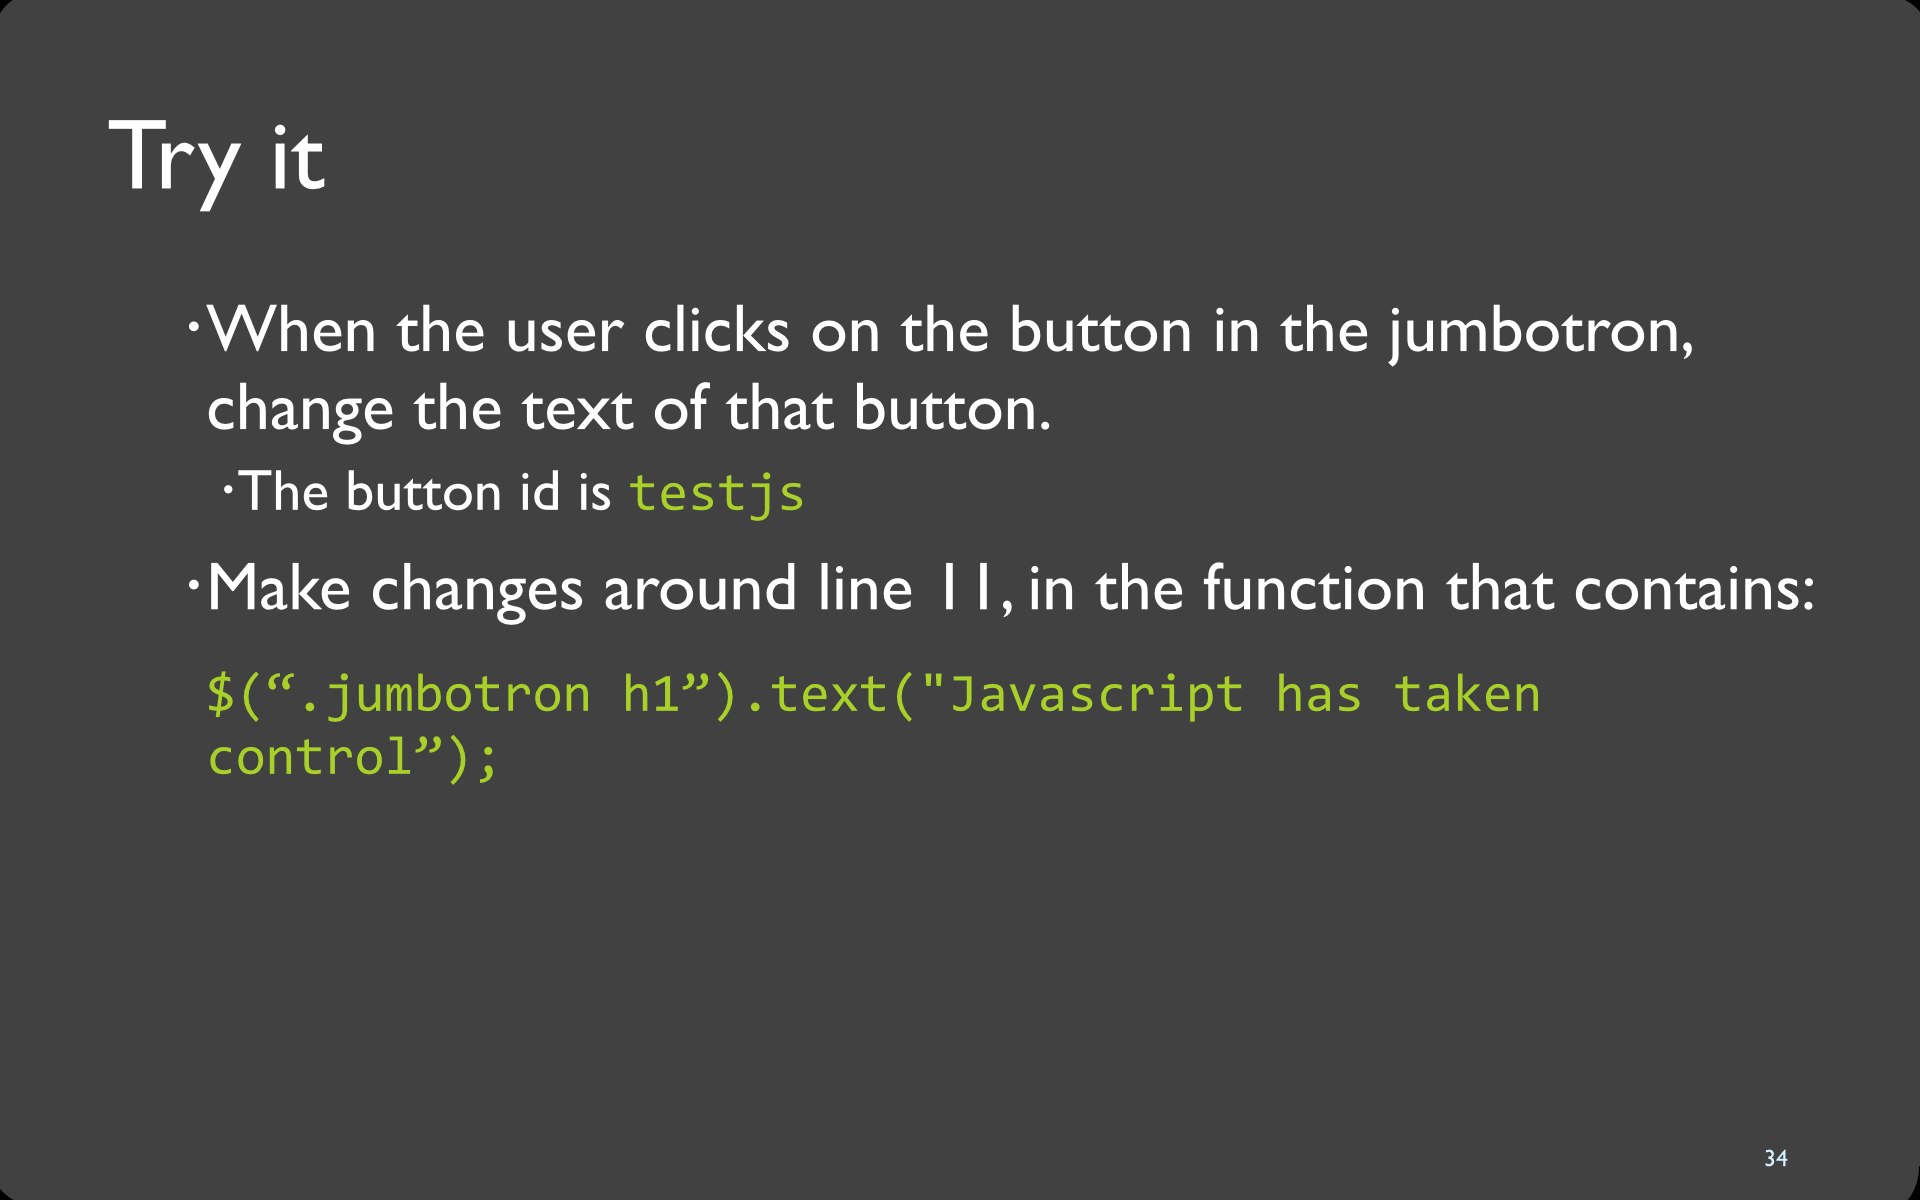 Try it
•When the user clicks on the button in the jumbotron,
change the text of that button.
•The button id is testjs
•Make changes around line 11, in the function that contains:
$(“.jumbotron h1”).text("Javascript has taken
control”);
34